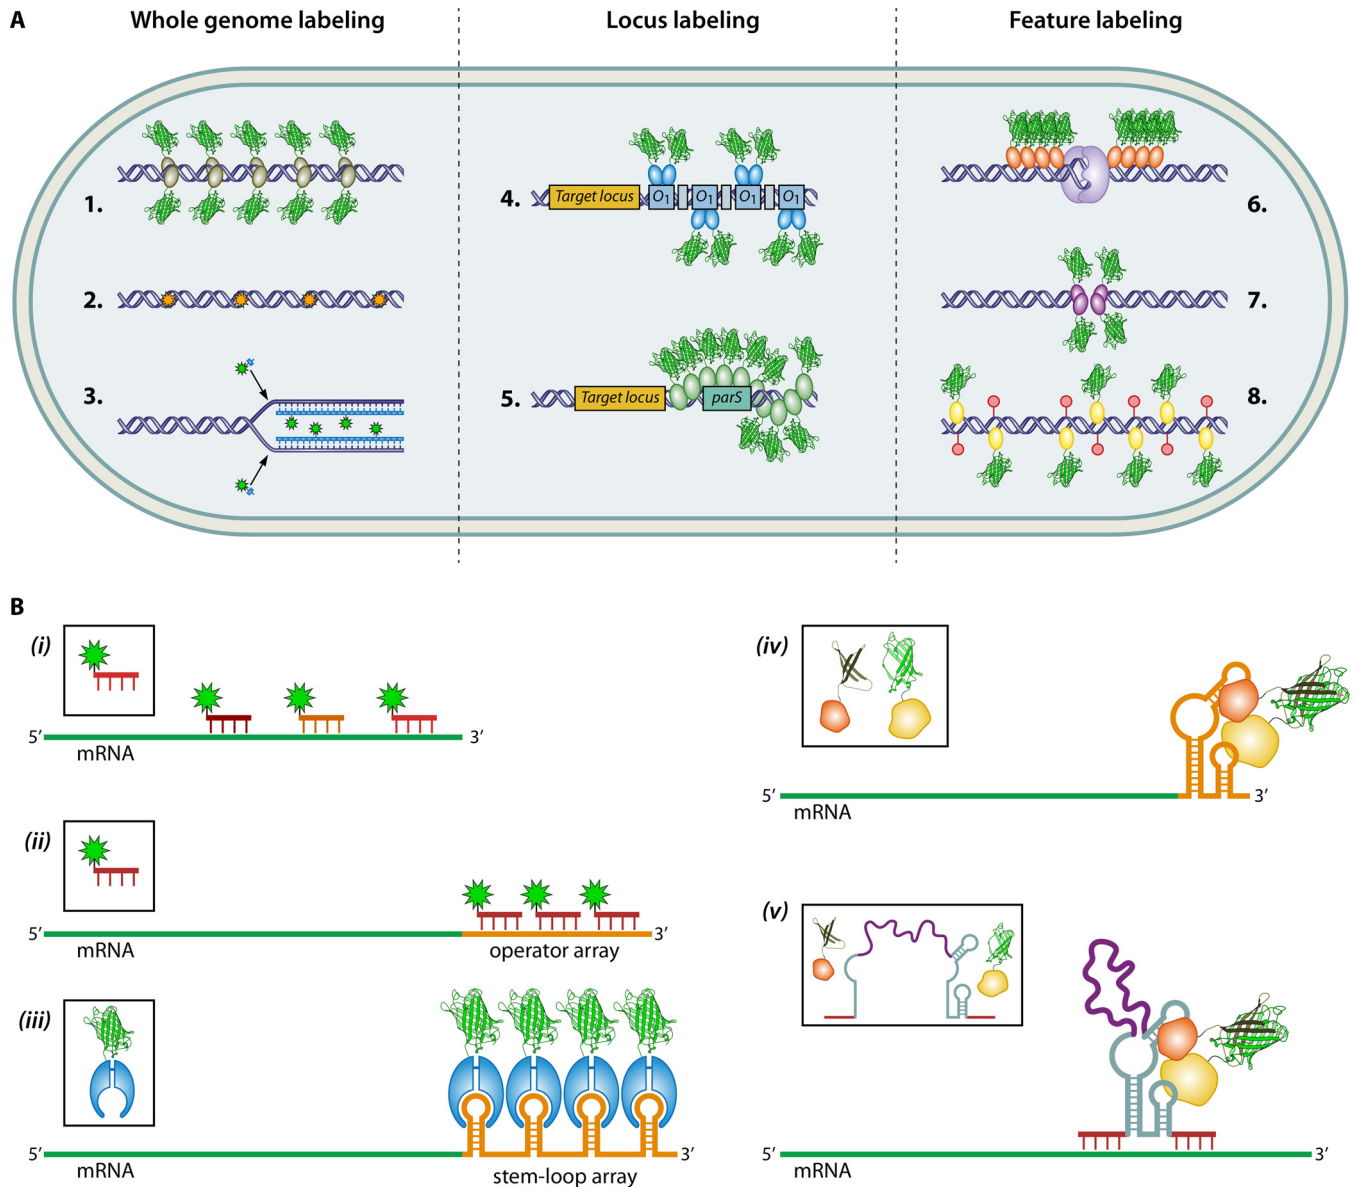 A
Whole genome labeling
Locus labeling
Feature labeling
1.
2.
3.
4.
Target locus
O1
O1
O1
O1
5.
Target locus
parS
6.
7.
8.
B
(i)
5′
mRNA
3′
(ii)
5′
mRNA
operator array
3′
(iii)
5′
mRNA
stem-loop array
3′
(iv)
5′
mRNA
3′
(v)
5′
mRNA
3′